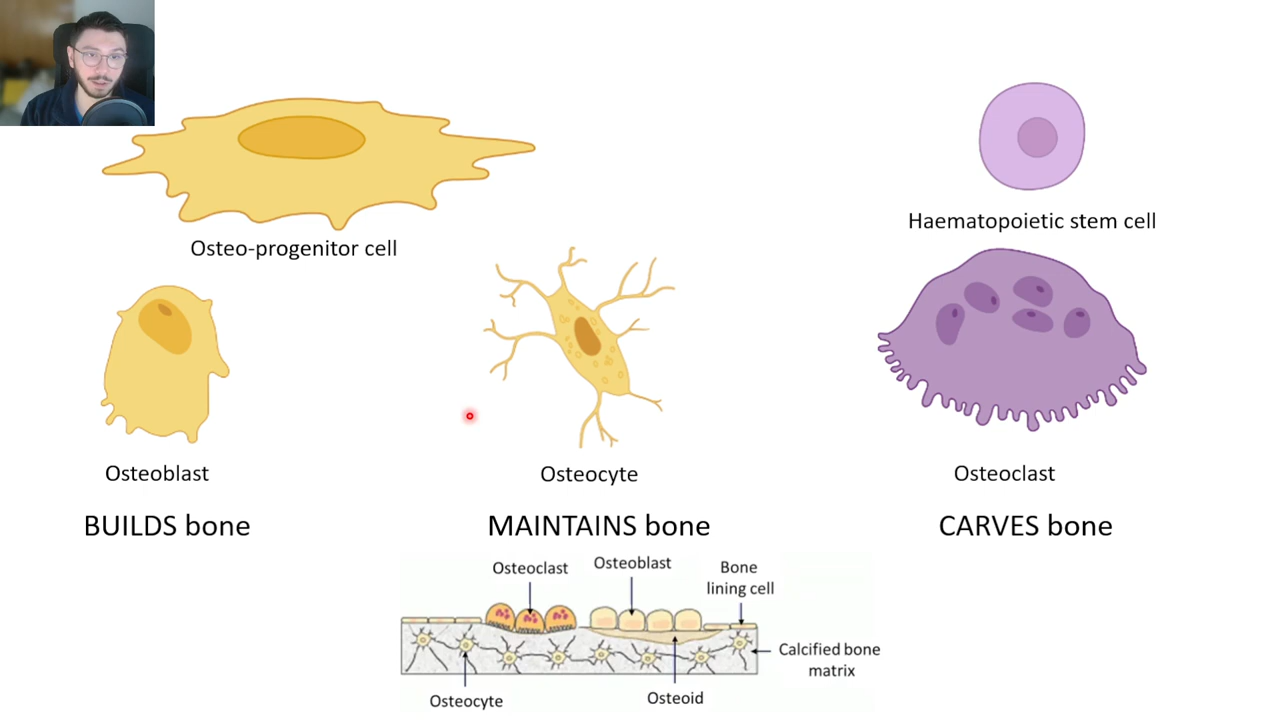 Osteo-progenitor cell
Haematopoietic stem cell
Osteoblast
Osteocyte
Osteoclast
BUILDS bone
MAINTAINS bone
CARVES bone
Osteoclast
Osteoblast
Bone
lining cell
Calcified bone
matrix
Osteocyte
Osteoid